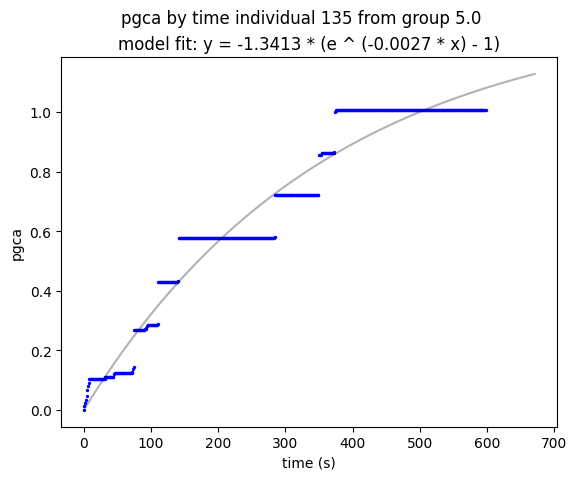 pgca by time individual 135 from group 5.0
model fit: y = -1.3413 * (e ^ (-0.0027 * x) - 1)
pgca
1.0
0.8
0.6
0.4
0.2
0.0
0 100 200 300 400 500 600 700
time (s)